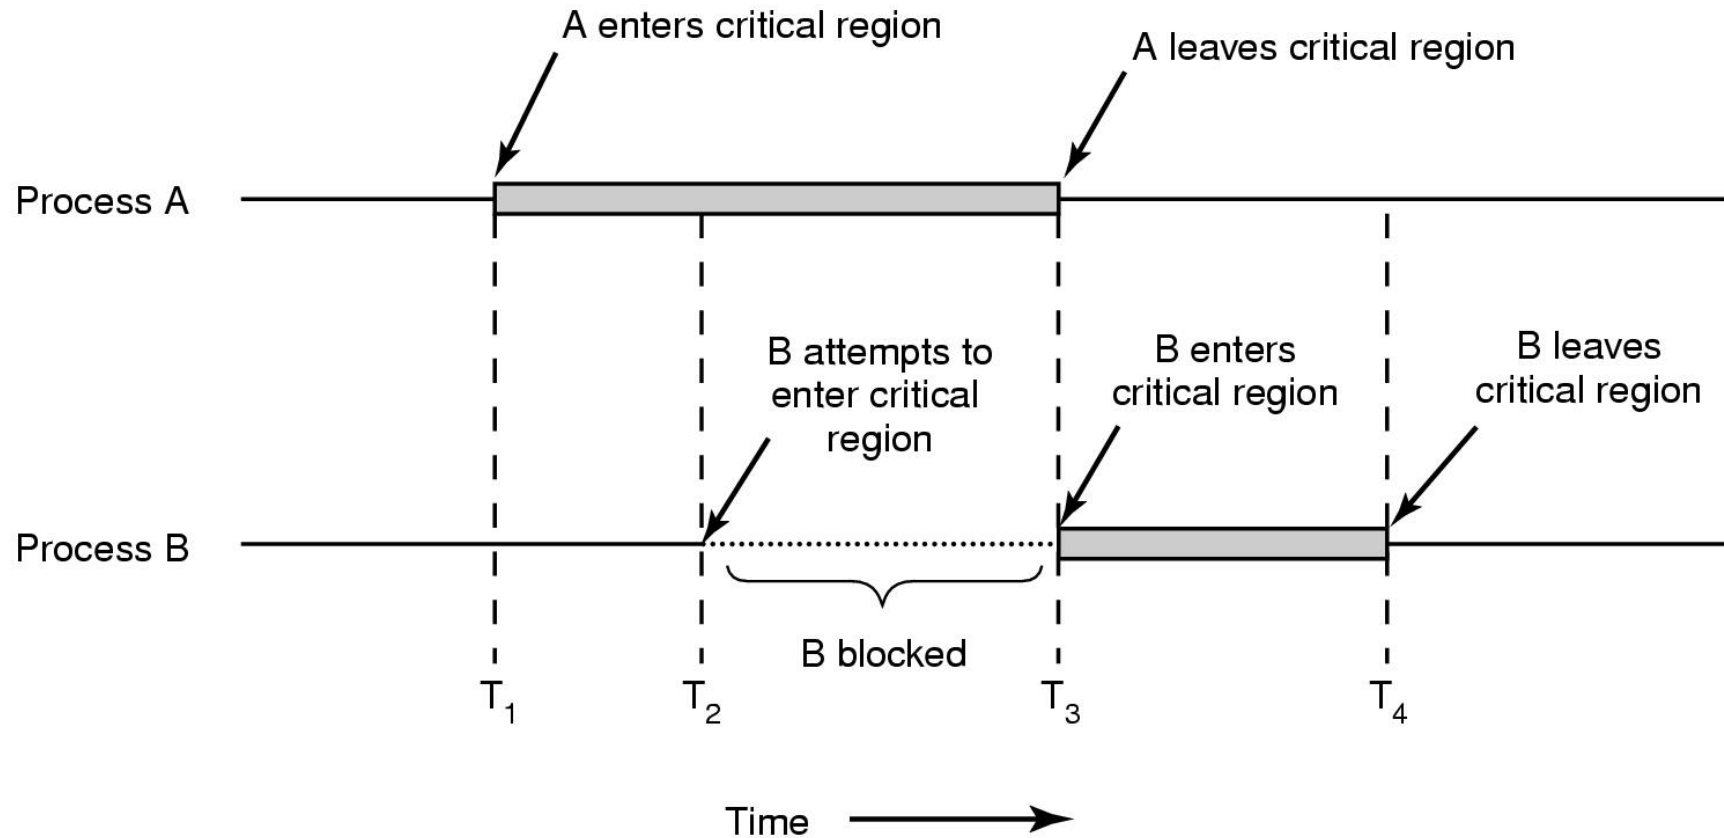 A enters critical region
A leaves critical region
Process A
B attempts to
enter critical
region
B enters
critical region
B leaves
critical region
Process B
B blocked
T1
T2
T3
T4
Time